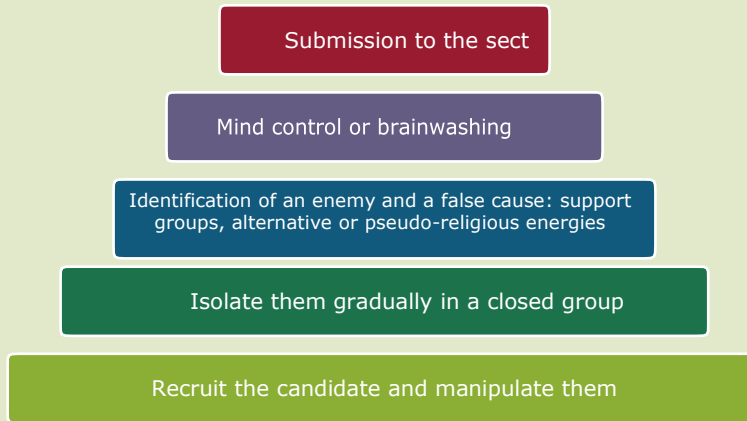 Submission to the sect
Mind control or brainwashing
Identification of an enemy and a false cause: support
groups, alternative or pseudo-religious energies
Isolate them gradually in a closed group
Recruit the candidate and manipulate them